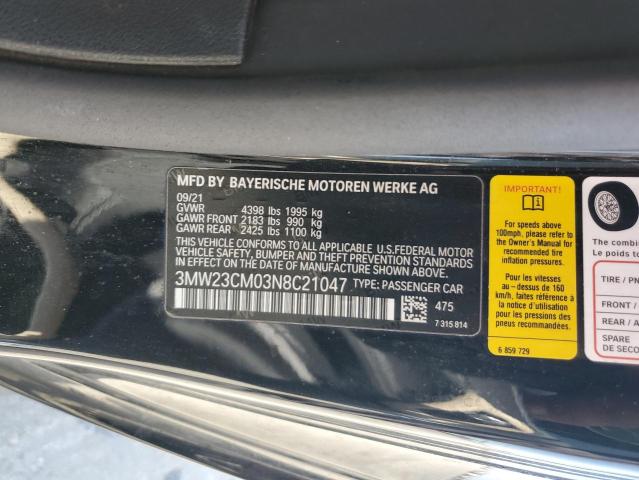 MFD BY BAYERISCHE MOTOREN WERKE AG
09/21
GVWR 4398 lbs 1995 kg
GAWR FRONT 2183 lbs 990 kg
GAWR REAR 2425 lbs 1100 kg
THIS VEHICLE CONFORMS TO ALL APPLICABLE U.S.FEDERAL MOTOR
VEHICLE SAFETY, BUMPER, AND THEFT PREVENTION STANDARDS
IN EFFECT ON THE DATE OF MANUFACTURE SHOWN ABOVE.
3MW23CM03N8C21047 TYPE: PASSENGER CAR
475
7 315 814
IMPORTANT!
For speeds above
100mph, please refer to
the Owner's Manual for
recommended tire
inflation pressures.
Pour les vitesses
au-dessus de 160
km/h, n'oubliez pas la
notice d'utilisation
pour les pressions des
pneus recommandées.
6 859 729
The combine
Le poids to
TIRE / PN
FRONT /
REAR / A
SPARE
DE SECO